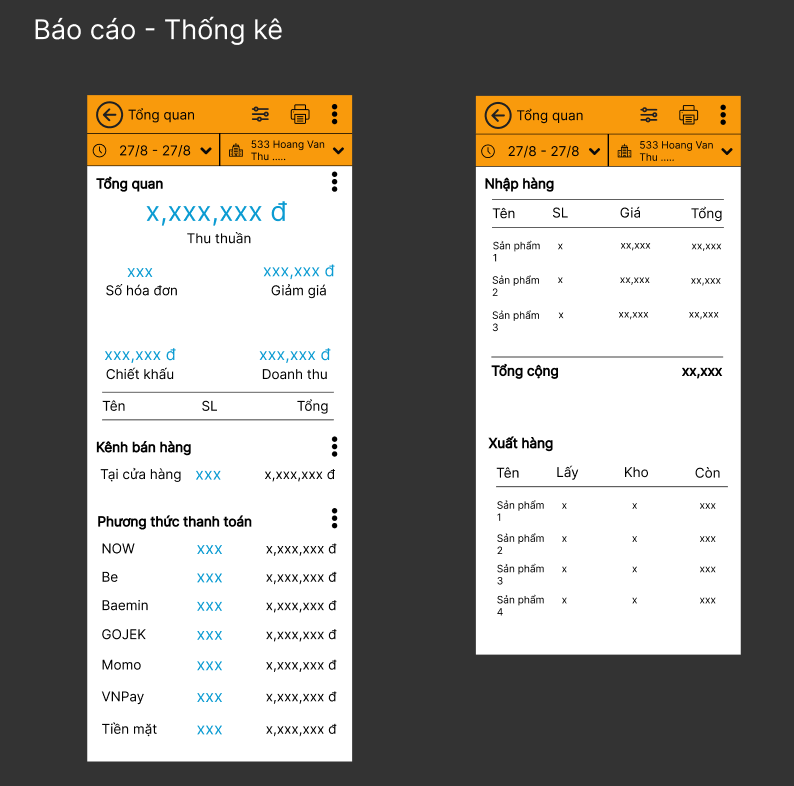 Báo cáo - Thống kê
Tổng quan
27/8 - 27/8
533 Hoang Van
Thu .....
Tổng quan
x,xxx,xxx đ
Thu thuần
xxx xxx,xxx đ
Số hóa đơn Giảm giá
xxx,xxx đ xxx,xxx đ
Chiết khấu Doanh thu
Tên SL Tổng
Kênh bán hàng
Tại cửa hàng xxx x,xxx,xxx đ
Phương thức thanh toán
NOW xxx x,xxx,xxx đ
Be xxx x,xxx,xxx đ
Baemin xxx x,xxx,xxx đ
GOJEK xxx x,xxx,xxx đ
Momo xxx x,xxx,xxx đ
VNPay xxx x,xxx,xxx đ
Tiền mặt xxx x,xxx,xxx đ
Tổng quan
27/8 - 27/8
533 Hoang Van
Thu .....
Nhập hàng
Tên SL Giá Tổng
Sản phẩm x xx,xxx xx,xxx
1
Sản phẩm x xx,xxx xx,xxx
2
Sản phẩm x xx,xxx xx,xxx
3
Tổng cộng xx,xxx
Xuất hàng
Tên Lấy Kho Còn
Sản phẩm x x xxx
1
Sản phẩm x x xxx
2
Sản phẩm x x xxx
3
Sản phẩm x x xxx
4